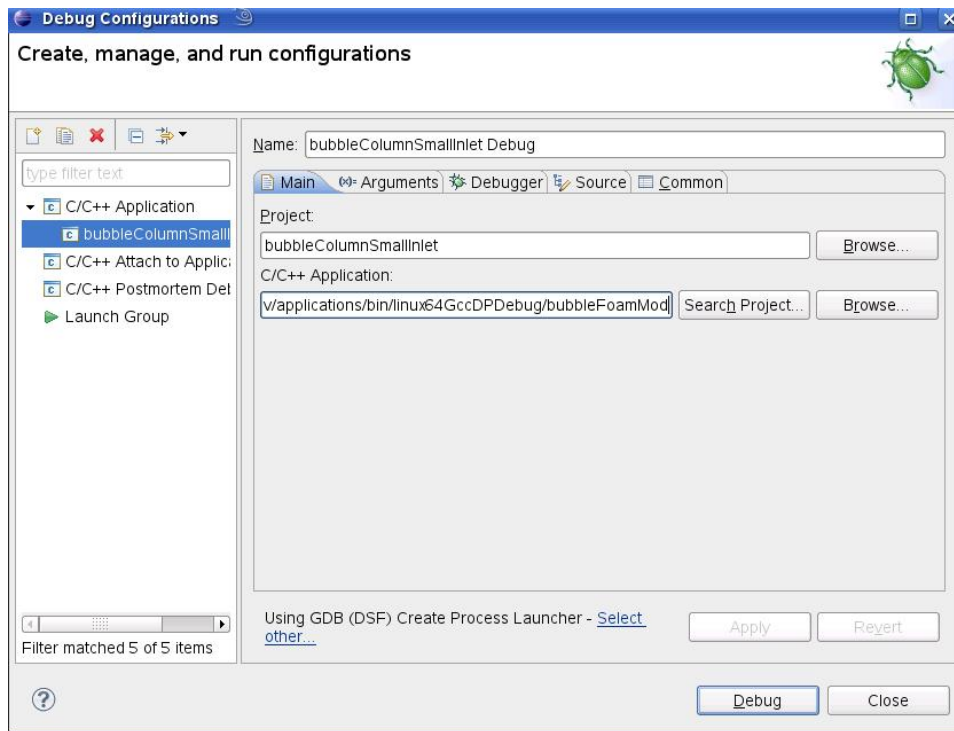 Debug Configurations
Create, manage, and run configurations
Name: bubbleColumnSmallInlet Debug
type filter text
Main (x)= Arguments Debugger Source Common
C/C++ Application
bubbleColumnSmall
C/C++ Attach to Applic
C/C++ Postmortem Del
Launch Group
Project:
bubbleColumnSmallInlet Browse...
C/C++ Application:
v/applications/bin/linux64GccDPDebug/bubbleFoamMod Search Project... Browse...
Using GDB (DSF) Create Process Launcher - Select
other...
Apply Revert
Filter matched 5 of 5 items
Debug Close